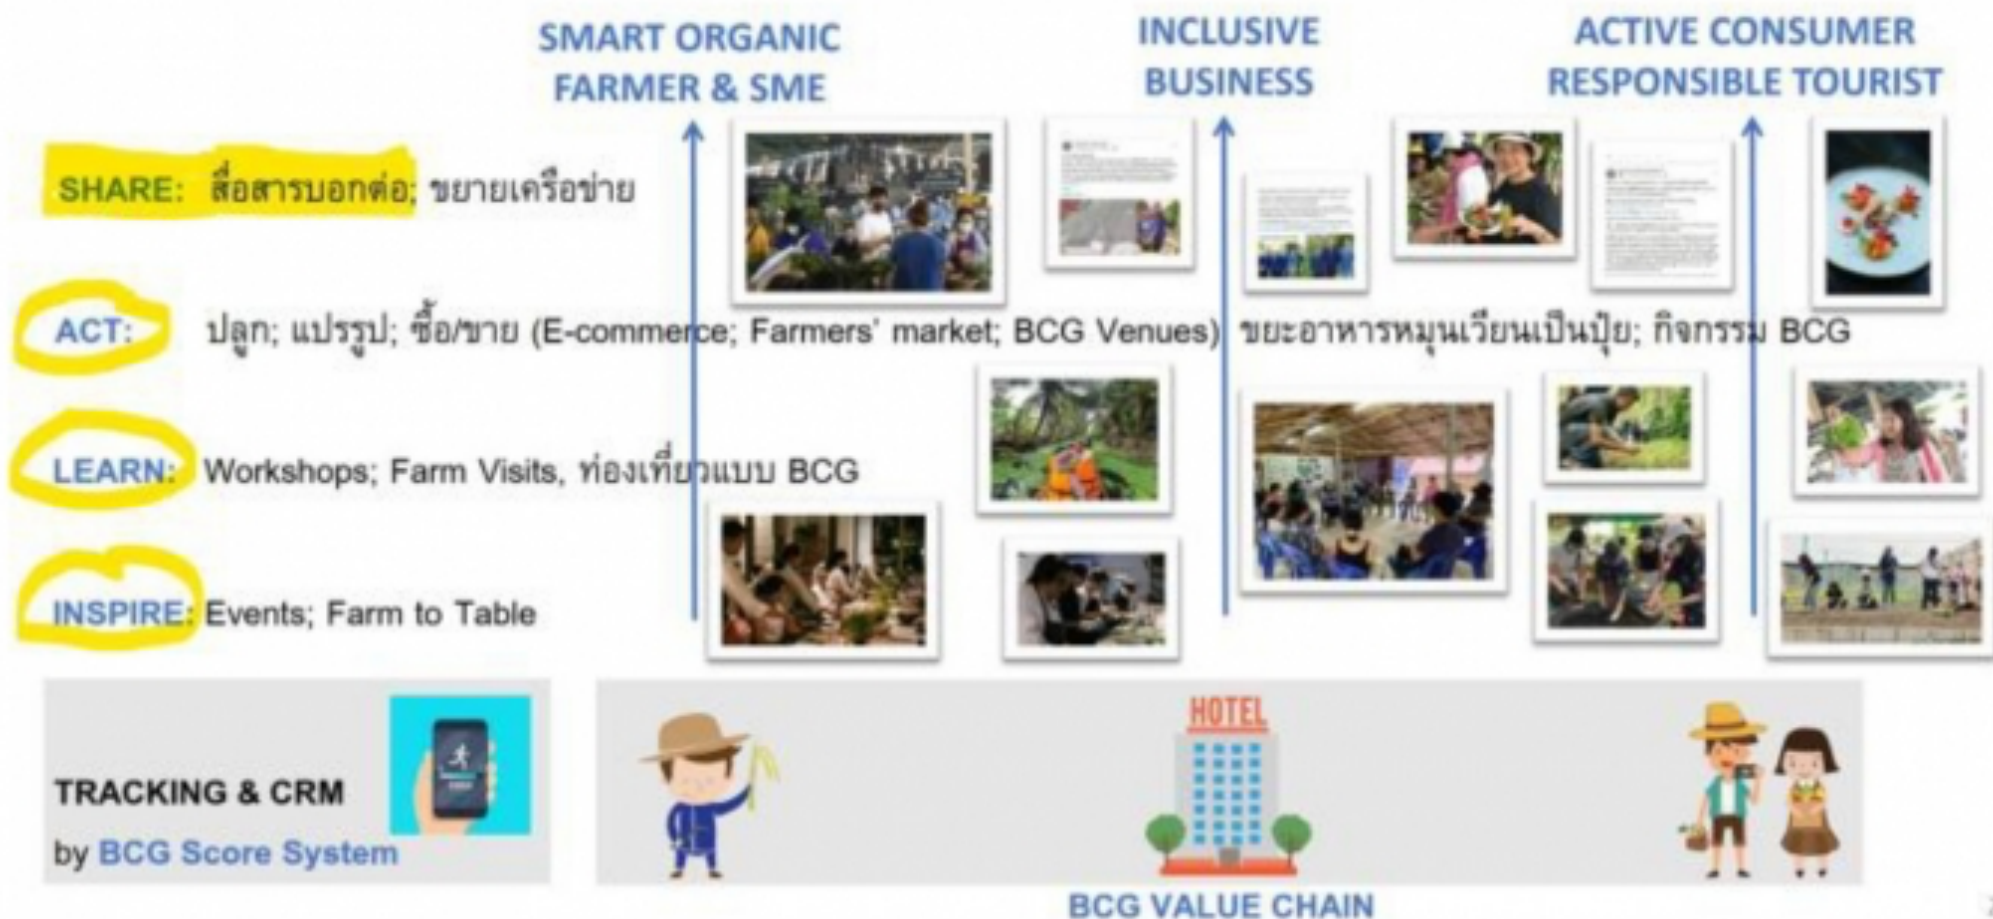 SMART ORGANIC
FARMER & SME
INCLUSIVE
BUSINESS
ACTIVE CONSUMER
RESPONSIBLE TOURIST
SHARE: สื่อสารบอกต่อ; ขยายเครือข่าย
ACT: ปลูก; แปรรูป; ซื้อ/ขาย (E-commerce; Farmers' market; BCG Venues) ขยะอาหารหมุนเวียนเป็นปุ๋ย; กิจกรรม BCG
LEARN: Workshops; Farm Visits, ท่องเที่ยวแบบ BCG
INSPIRE: Events; Farm to Table
TRACKING & CRM
by BCG Score System
HOTEL
BCG VALUE CHAIN